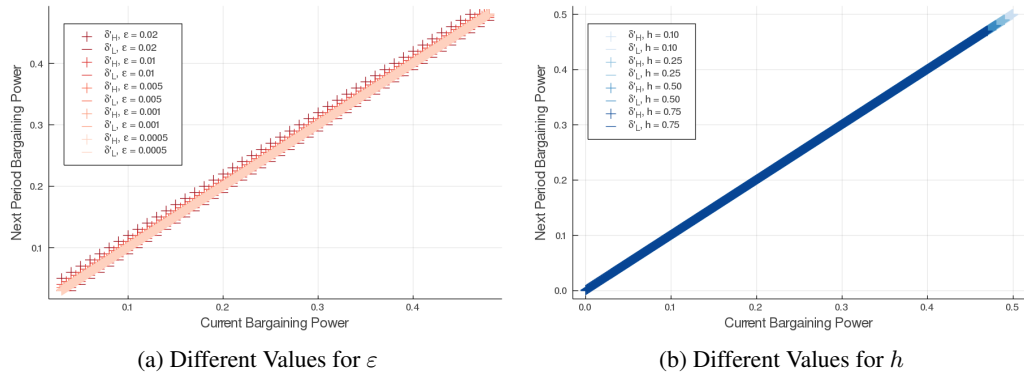 δ'H, ε = 0.02
δ'L, ε = 0.02
δ'H, ε = 0.01
δ'L, ε = 0.01
δ'H, ε = 0.005
δ'L, ε = 0.005
δ'H, ε = 0.001
δ'L, ε = 0.001
δ'H, ε = 0.0005
δ'L, ε = 0.0005
Next Period Bargaining Power
0.4
0.3
0.2
0.1
0.1
0.2
0.3
0.4
Current Bargaining Power
(a) Different Values for ε
δ'H, h = 0.10
δ'L, h = 0.10
δ'H, h = 0.25
δ'L, h = 0.25
δ'H, h = 0.50
δ'L, h = 0.50
δ'H, h = 0.75
δ'L, h = 0.75
Next Period Bargaining Power
0.5
0.4
0.3
0.2
0.1
0.0
0.0
0.1
0.2
0.3
0.4
0.5
Current Bargaining Power
(b) Different Values for h